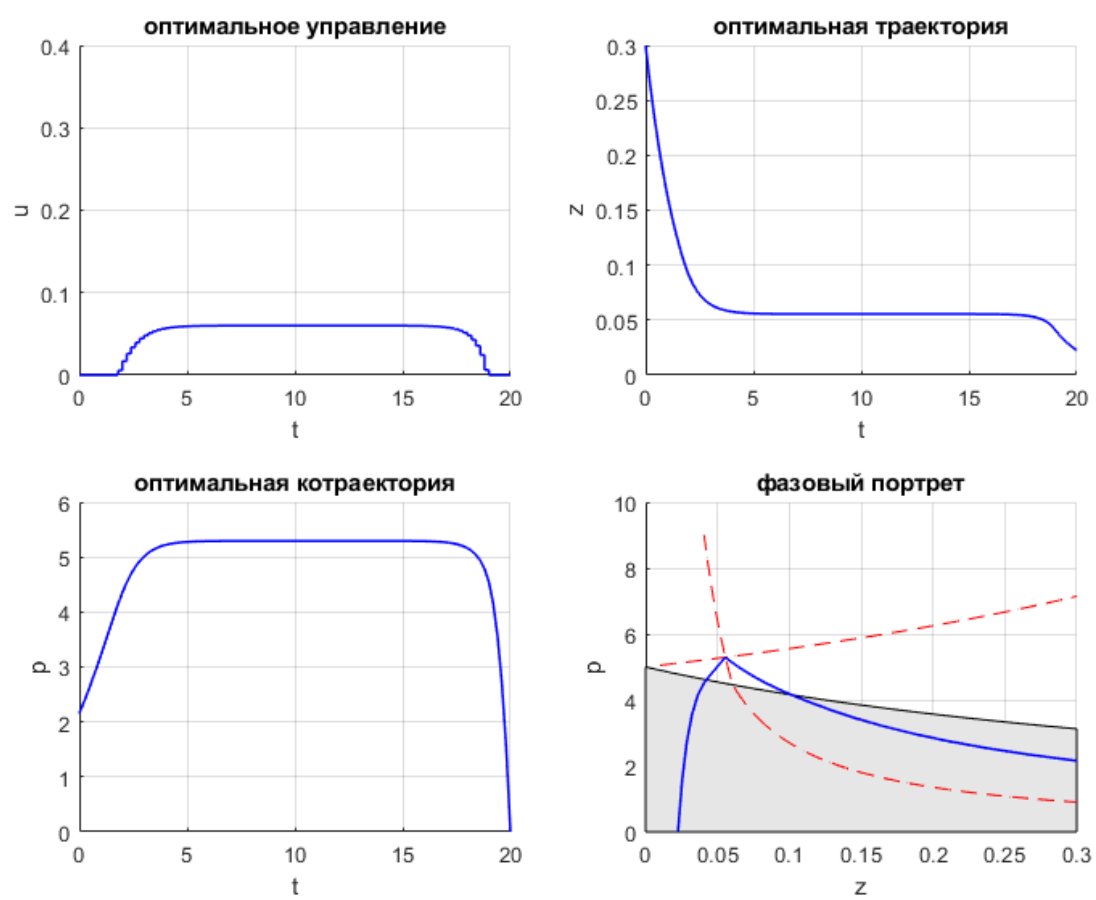 оптимальное управление
0.4
0.3
0.2
0.1
0
u
0 5 10 15 20
t
оптимальная траектория
0.3
0.25
0.2
0.15
0.1
0.05
0
z
0 5 10 15 20
t
оптимальная котраектория
6
5
4
3
2
1
0
p
0 5 10 15 20
t
фазовый портрет
10
8
6
4
2
0
p
0 0.05 0.1 0.15 0.2 0.25 0.3
z